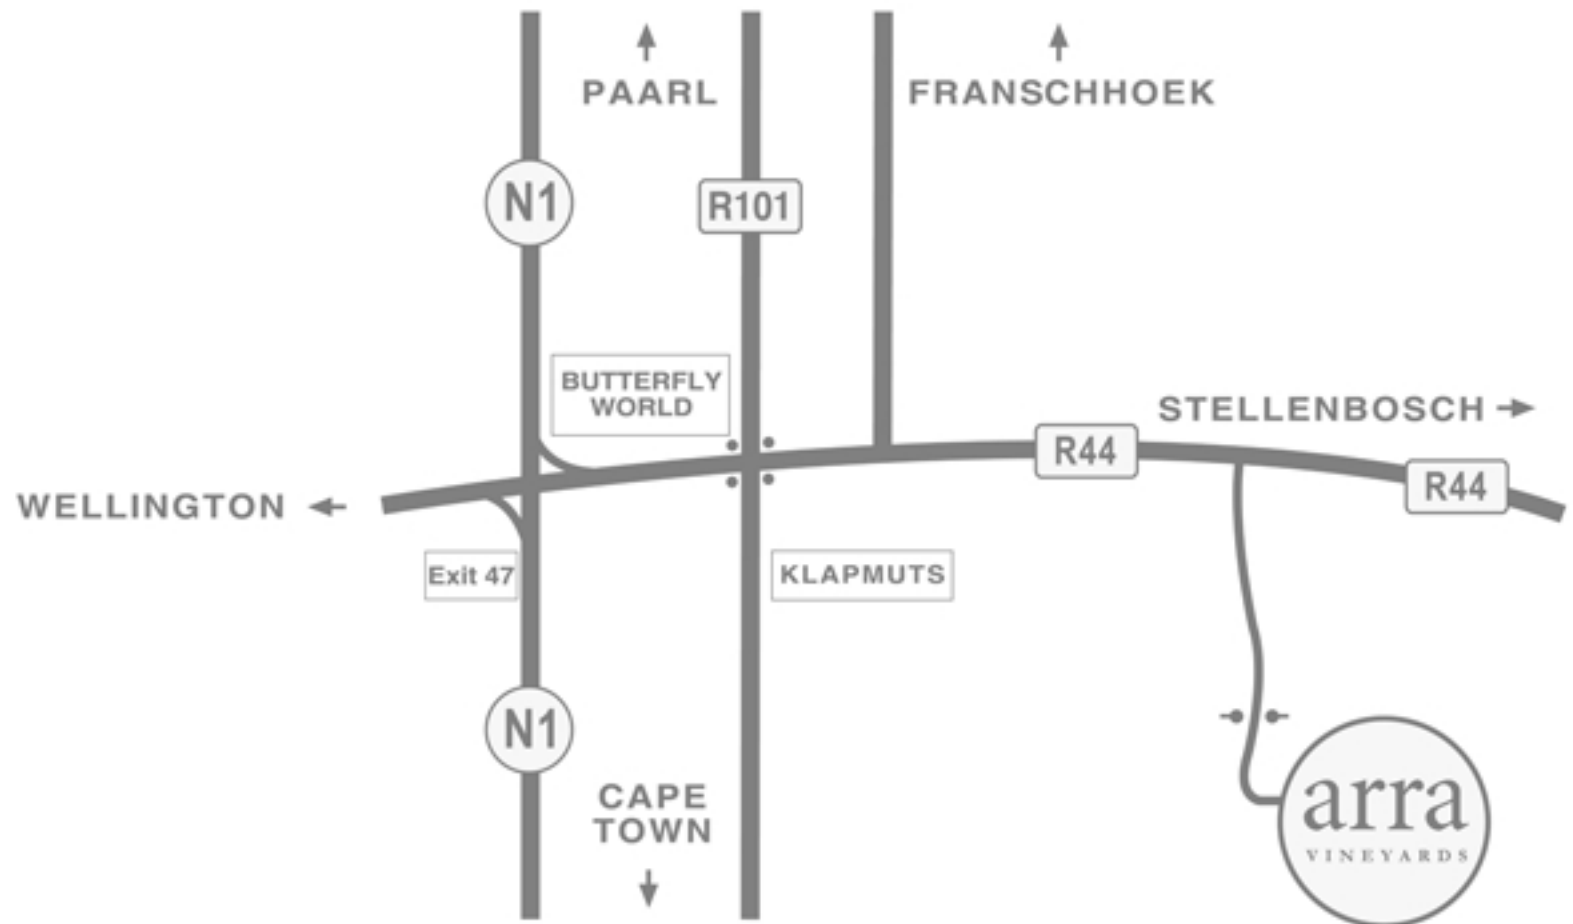 PAARL
FRANSCHHOEK
N1
R101
BUTTERFLY
WORLD
STELLENBOSCH
R44
R44
WELLINGTON
Exit 47
KLAPMUTS
N1
CAPE
TOWN
arra
VINEYARDS